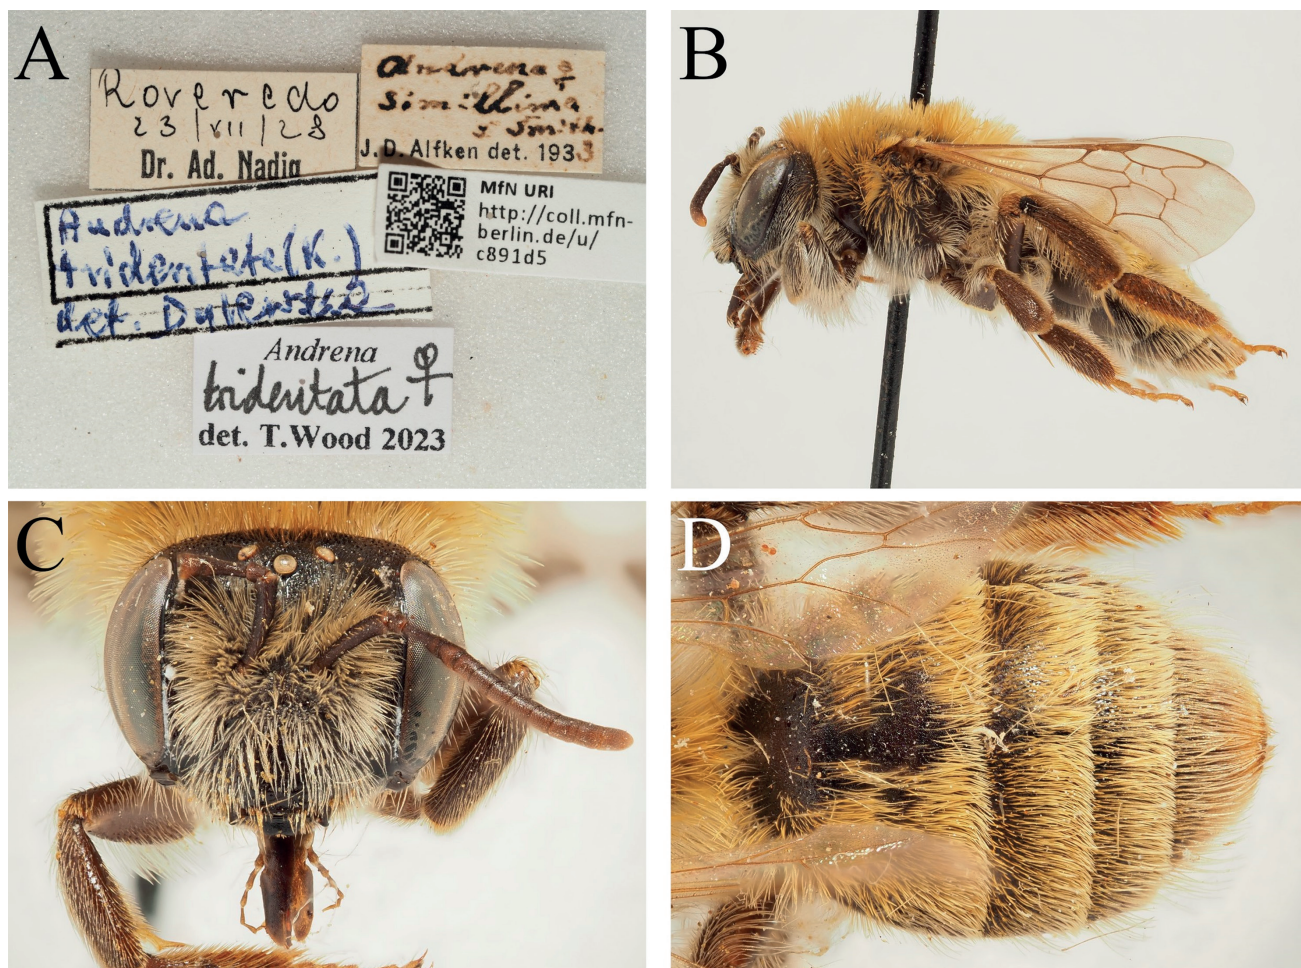 A
Roveredo
23/VII/28
Dr. Ad. Nadig
Andrena ♀
simillima
Smith.
J. D. Alfken det. 1933
MfN URI
http://coll.mfn-
berlin.de/u/
c891d5
Andrena
tridentata (K.)
det.
Andrena
tridentata ♀
det. T.Wood 2023
B
C
D